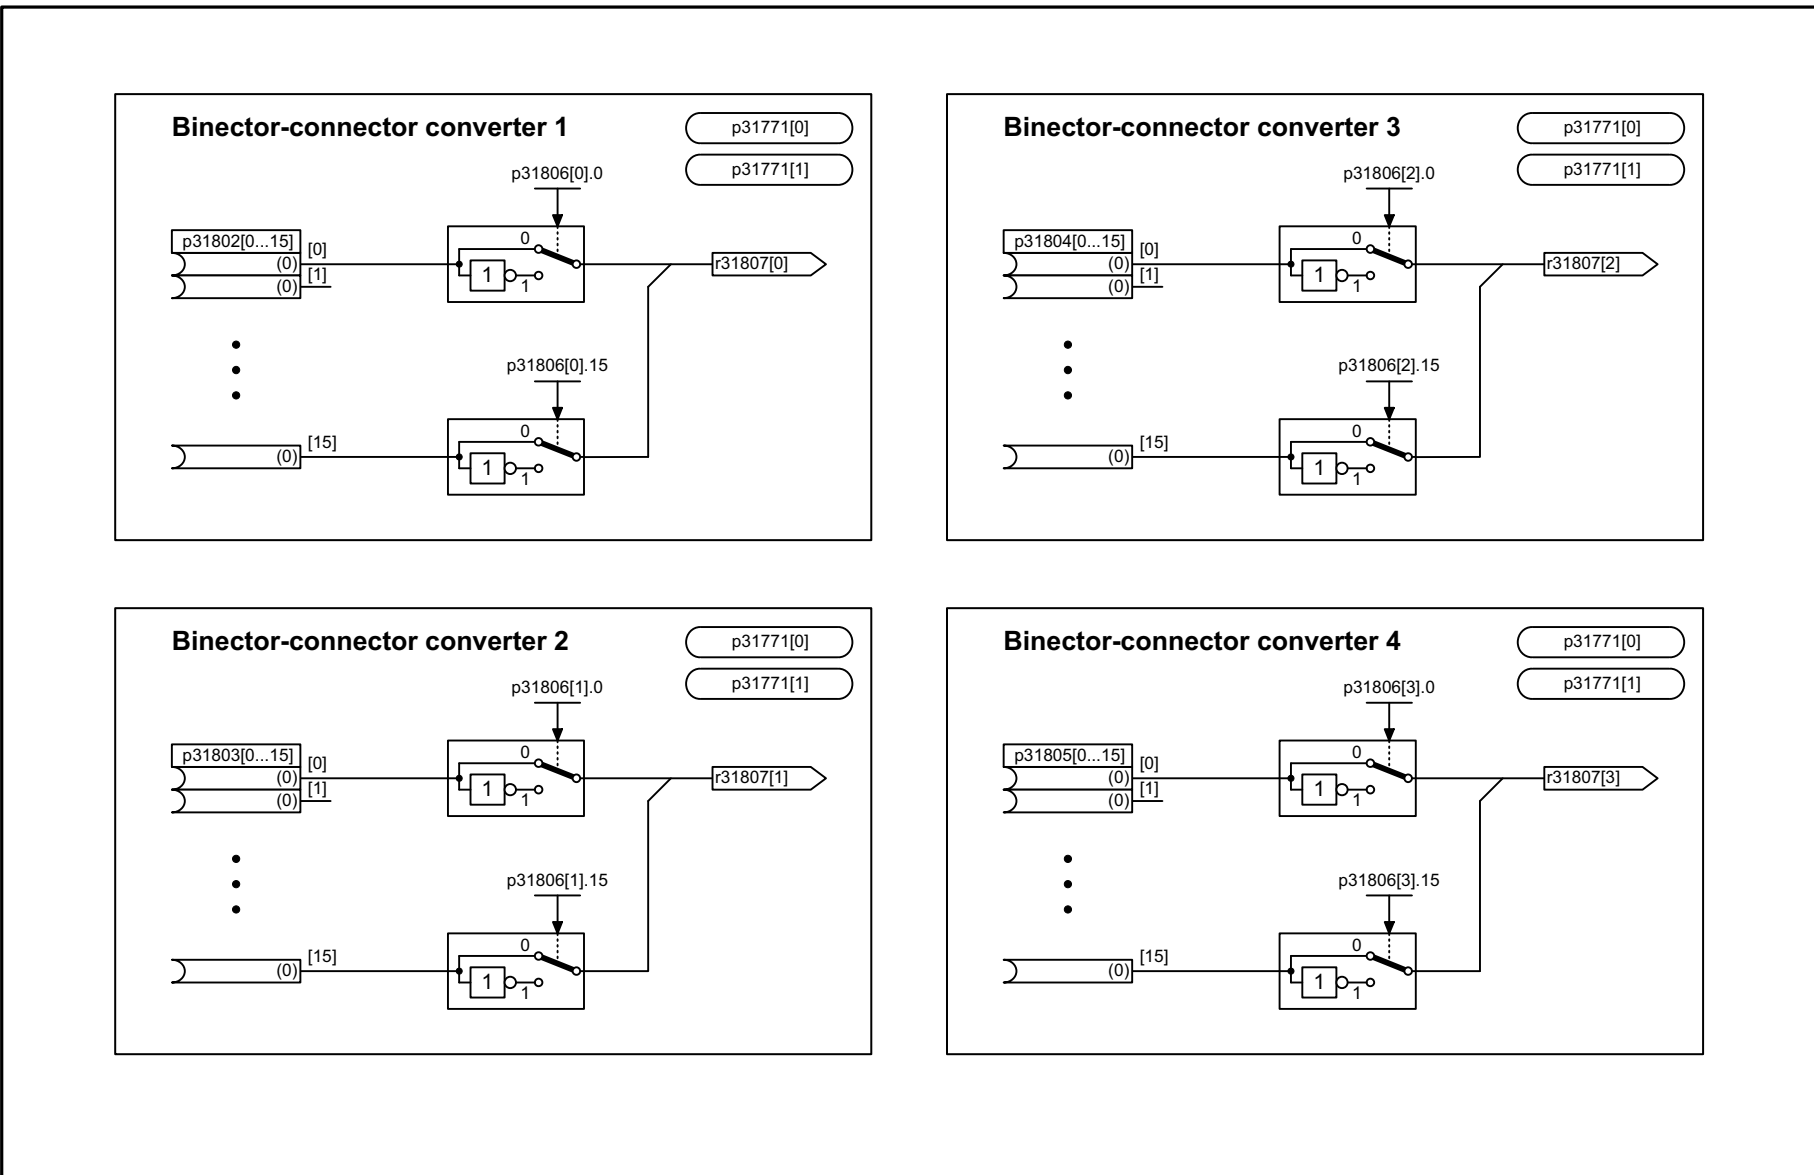 Binector-connector converter 1
p31771[0]
p31771[1]
p31806[0].0
p31802[0...15]
[0]
(0)
[1]
(0)
0
1
1
r31807[0]
p31806[0].15
[15]
(0)
0
1
1
Binector-connector converter 3
p31771[0]
p31771[1]
p31806[2].0
p31804[0...15]
[0]
(0)
[1]
(0)
0
1
1
r31807[2]
p31806[2].15
[15]
(0)
0
1
1
Binector-connector converter 2
p31771[0]
p31771[1]
p31806[1].0
p31803[0...15]
[0]
(0)
[1]
(0)
0
1
1
r31807[1]
p31806[1].15
[15]
(0)
0
1
1
Binector-connector converter 4
p31771[0]
p31771[1]
p31806[3].0
p31805[0...15]
[0]
(0)
[1]
(0)
0
1
1
r31807[3]
p31806[3].15
[15]
(0)
0
1
1